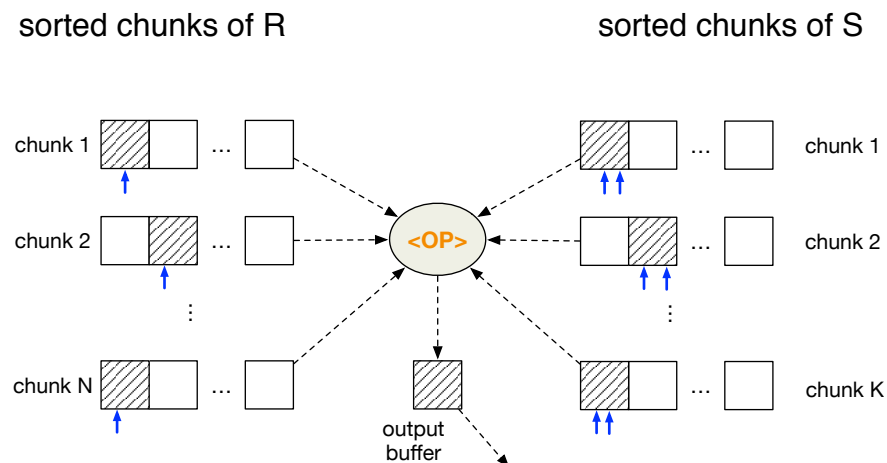 sorted chunks of R
sorted chunks of S
chunk 1
...
...
chunk 1
<OP>
chunk 2
...
...
chunk 2
...
...
chunk N
...
...
chunk K
output
buffer